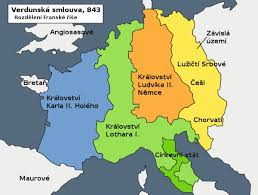 Verdunská smlouva, 843
Rozdělení Franské říše
Anglosasové
Závislá
území
Lužičtí Srbové
Češi
Království
Ludvíka II.
Němce
Bretaň
Království
Karla II. Holého
Království
Lothara I.
Chorvati
Církevní stát
Maurové